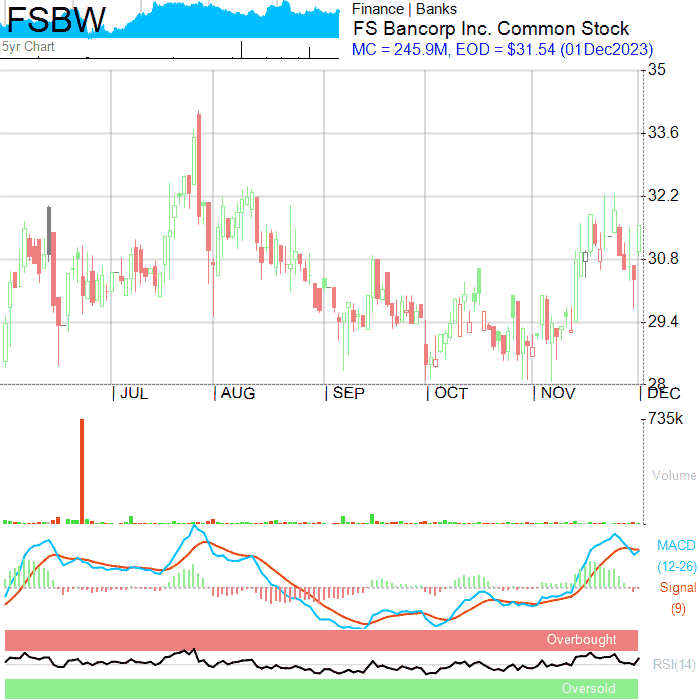 FSBW
5yr Chart
Finance | Banks
FS Bancorp Inc. Common Stock
MC = 245.9M, EOD = $31.54 (01Dec2023)
35
33.6
32.2
30.8
29.4
28
JUL
AUG
SEP
OCT
NOV
DEC
735k
Volume
MACD
(12-26)
Signal
(9)
Overbought
RSI(14)
Oversold